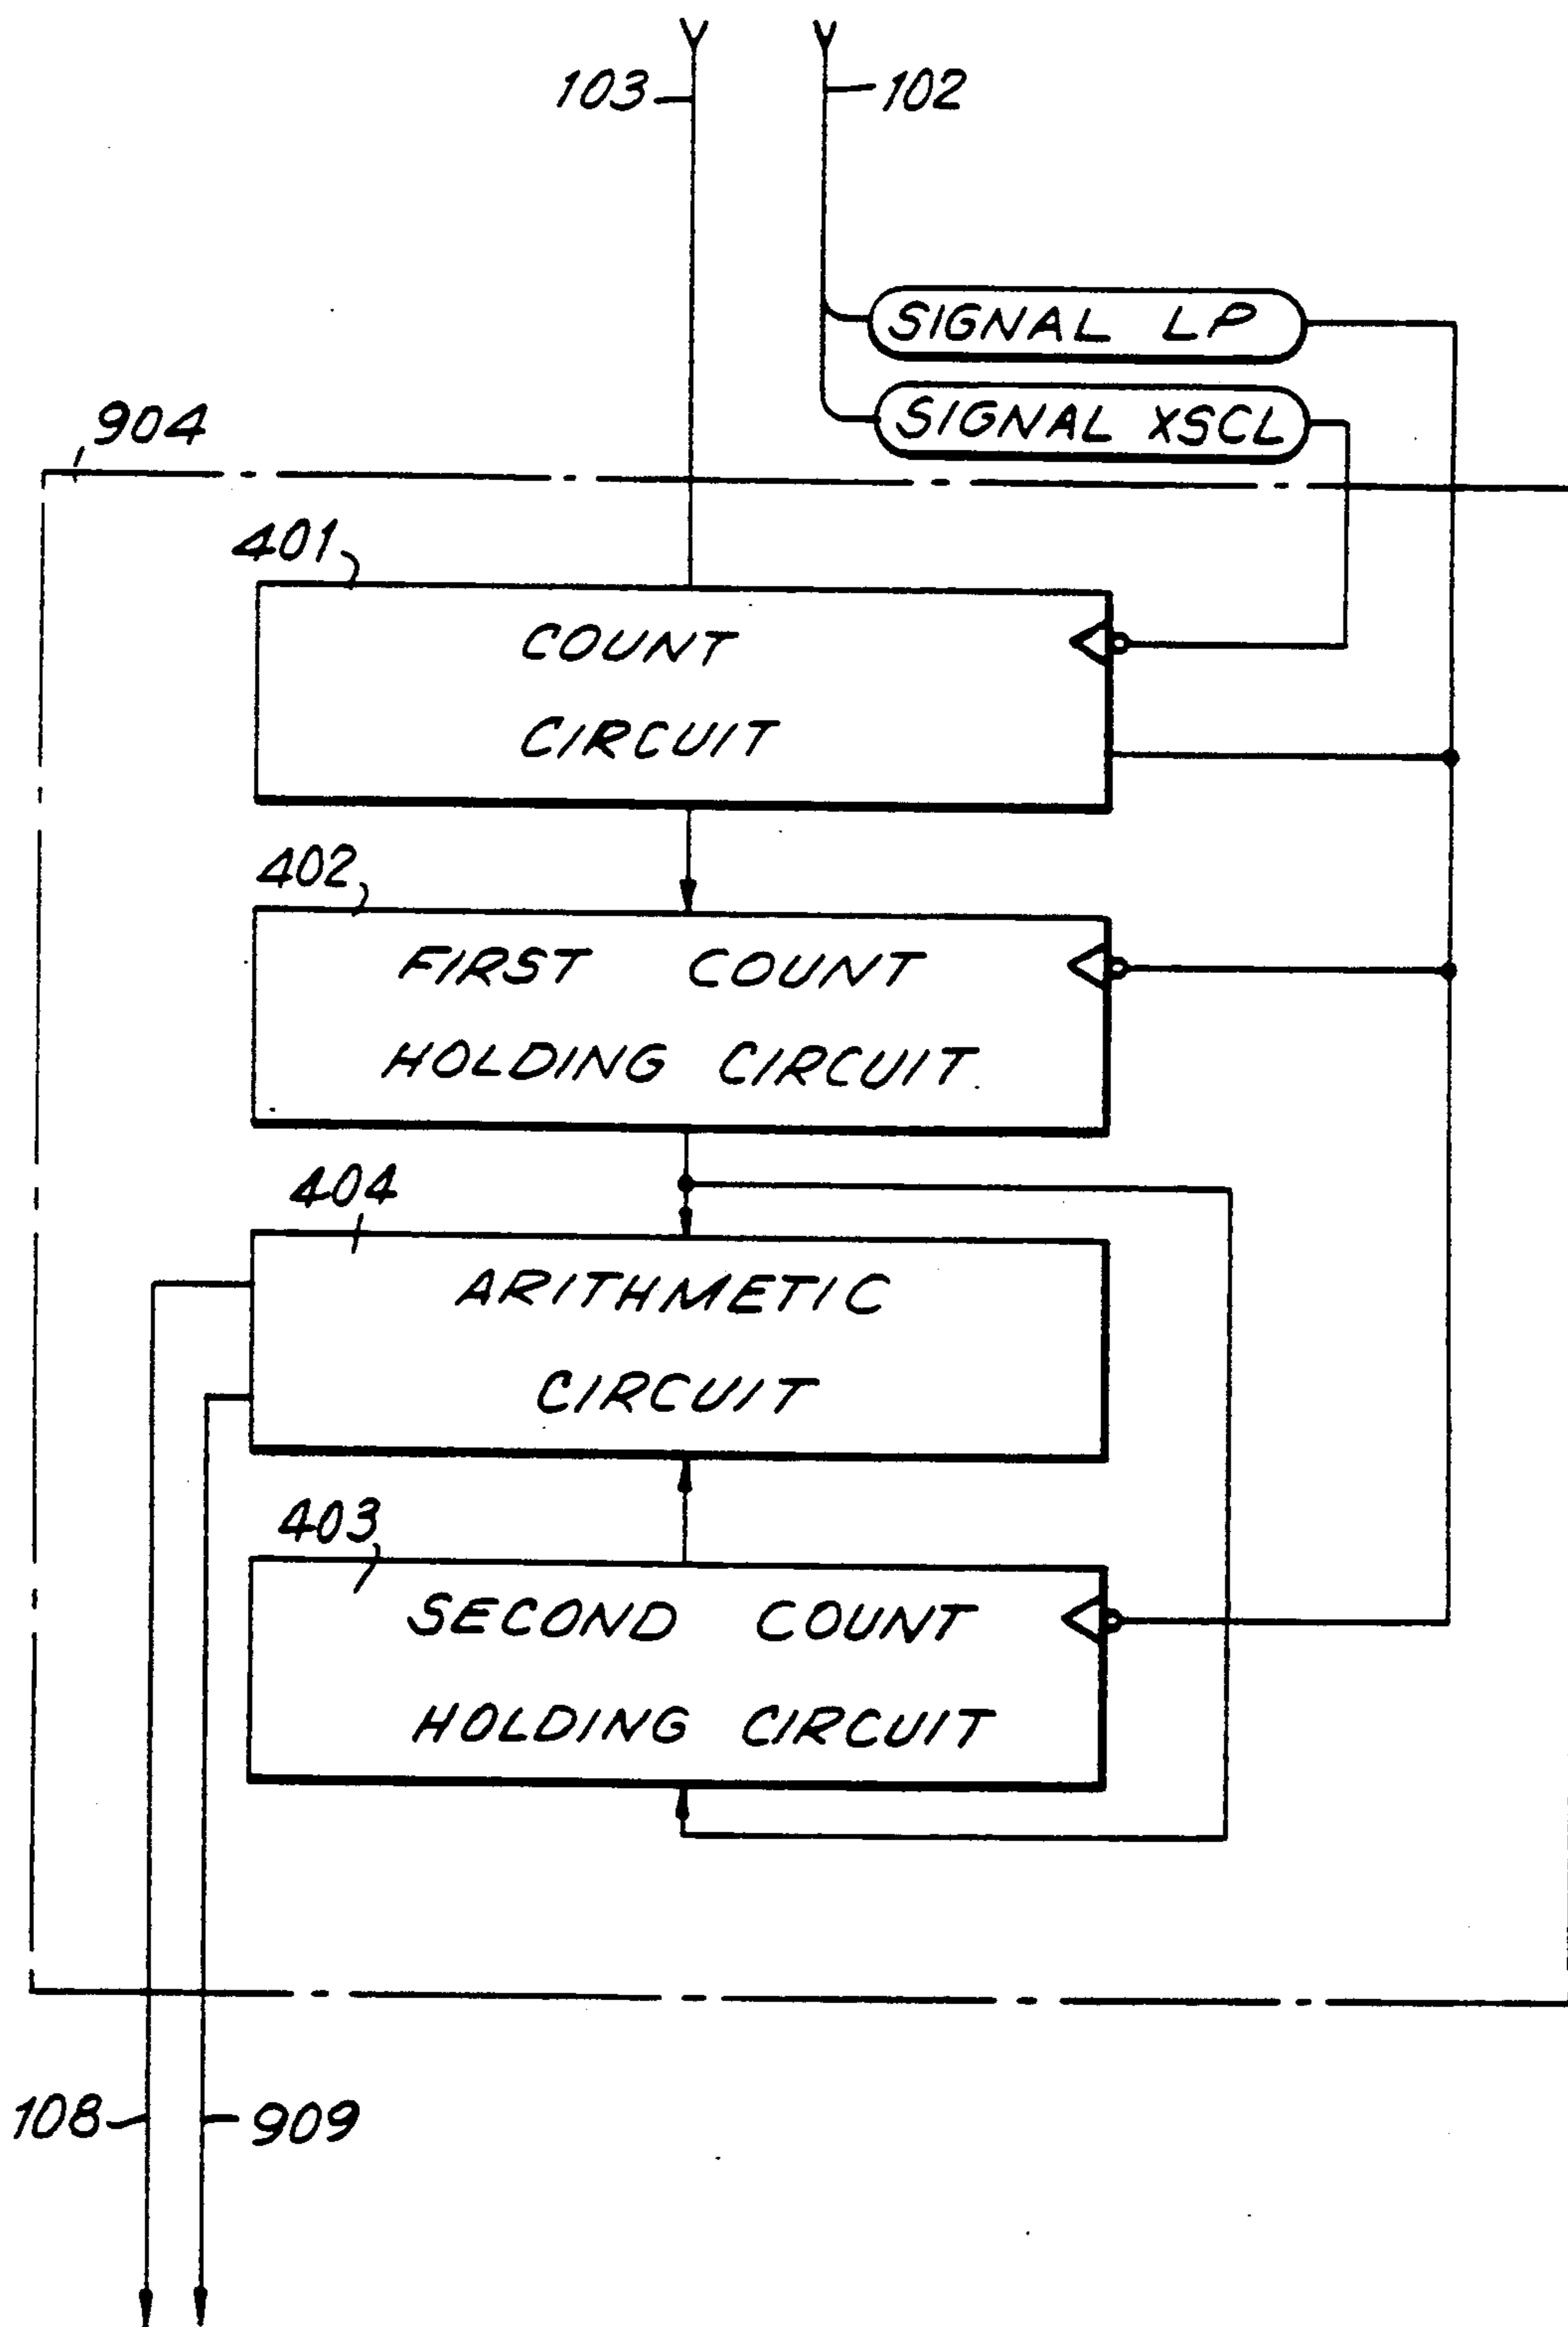 103
102
SIGNAL LP
SIGNAL XSCL
904
401
COUNT
CIRCUIT
402
FIRST COUNT
HOLDING CIRCUIT
404
ARITHMETIC
CIRCUIT
403
SECOND COUNT
HOLDING CIRCUIT
108
909